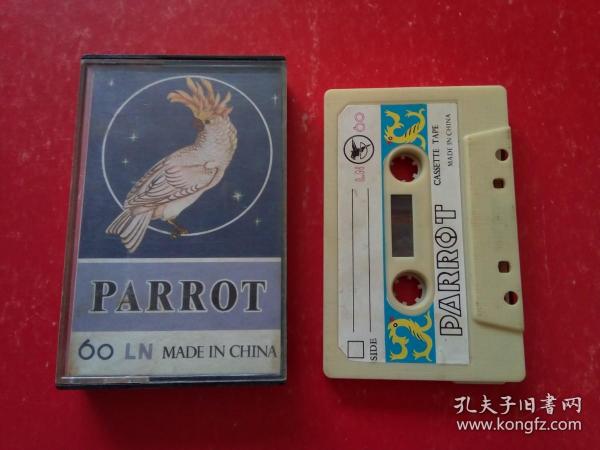 PARROT
60 LN MADE IN CHINA
LN 60
SIDE
PARROT
CASSETTE TAPE
MADE IN CHINA
孔夫子旧書网
www.kongfz.com